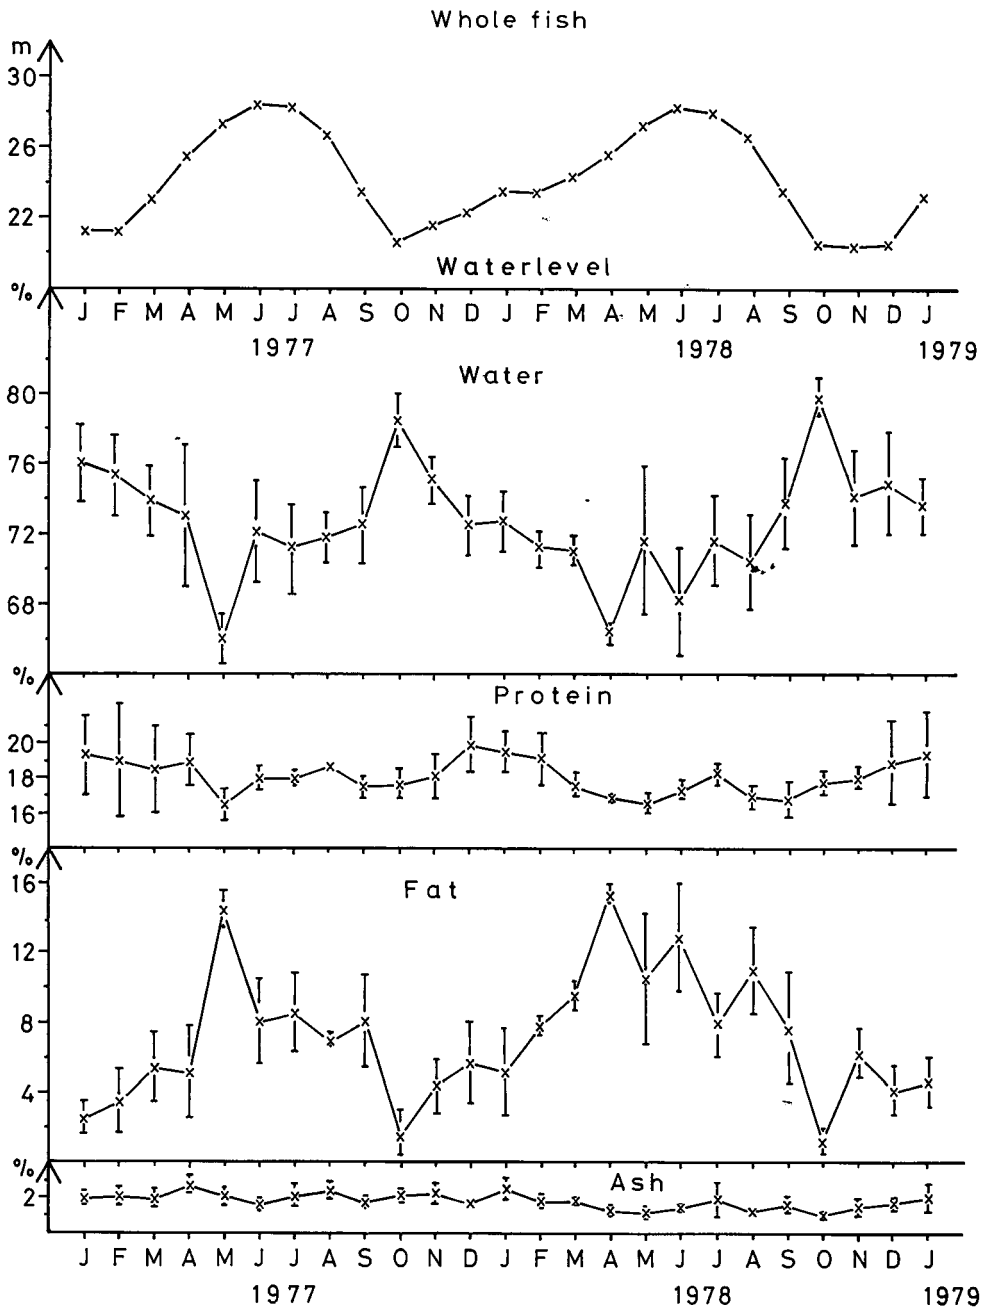 Whole fish
m
30
26
22
Waterlevel
%
J F M A M J J A S O N D J F M A M J J A S O N D J
1977 1978 1979
Water
80
76
72
68
%
Protein
20
18
16
%
Fat
16
12
8
4
%
Ash
2
J F M A M J J A S O N D J F M A M J J A S O N D J
1977 1978 1979